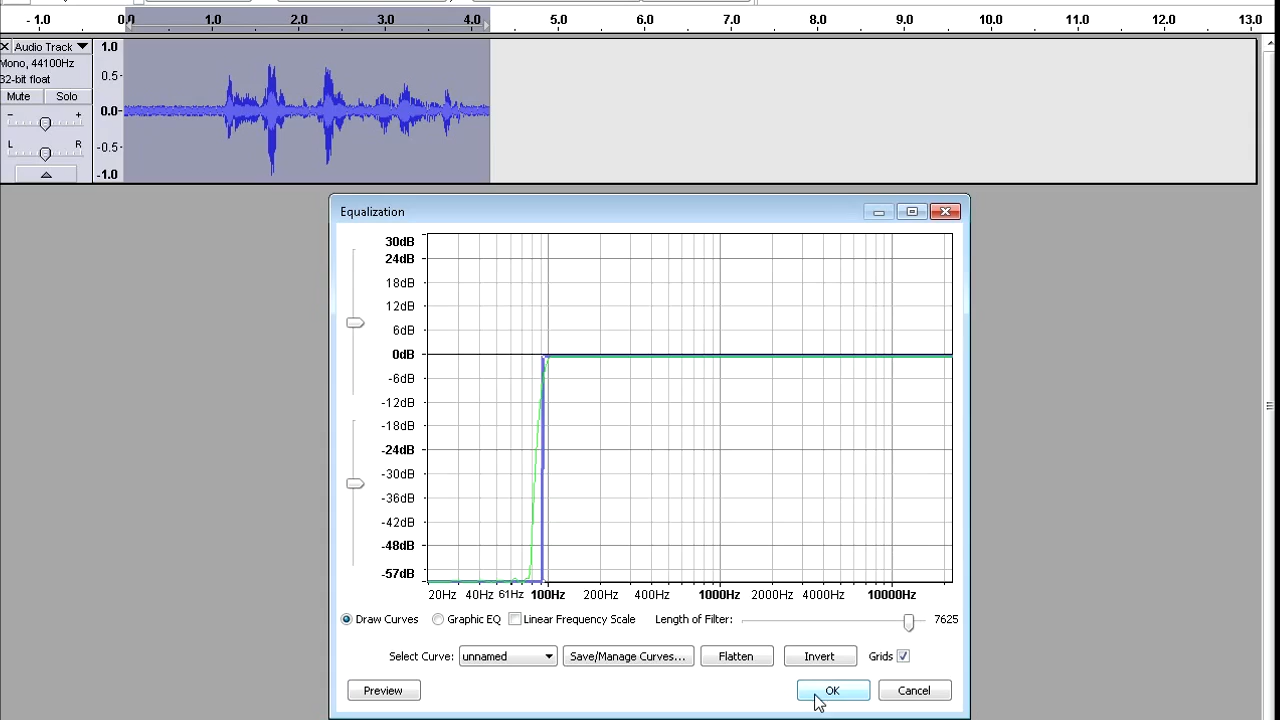 - 1.0 0.0 1.0 2.0 3.0 4.0 5.0 6.0 7.0 8.0 9.0 10.0 11.0 12.0 13.0
Audio Track
Mono, 44100Hz
32-bit float
Mute Solo
- +
L R
1.0
0.5-
0.0-
-0.5-
-1.0
Equalization
30dB
24dB
18dB
12dB
6dB
0dB
-6dB
-12dB
-18dB
-24dB
-30dB
-36dB
-42dB
-48dB
-57dB
20Hz 40Hz 61Hz 100Hz 200Hz 400Hz 1000Hz 2000Hz 4000Hz 10000Hz
Draw Curves Graphic EQ Linear Frequency Scale Length of Filter: 7625
Select Curve: unnamed Save/Manage Curves... Flatten Invert Grids
Preview OK Cancel